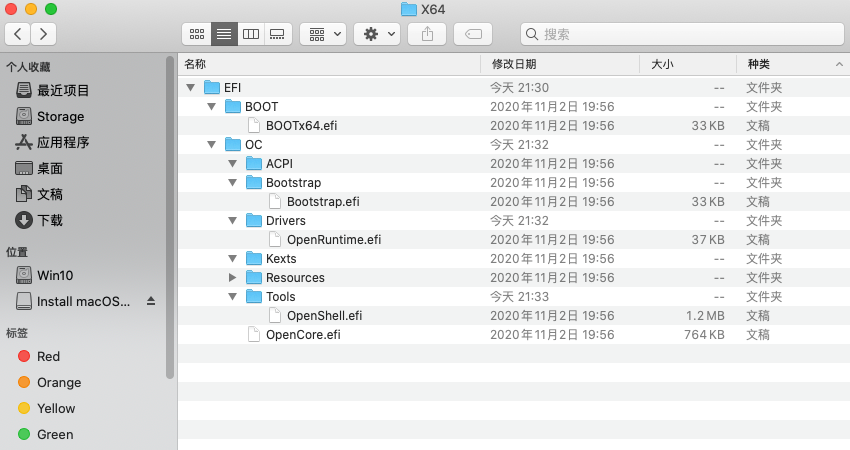 X64
搜索
个人收藏
最近项目
Storage
应用程序
桌面
文稿
下载
位置
Win10
Install macOS...
标签
Red
Orange
Yellow
Green
名称 修改日期 大小 种类
EFI 今天 21:30 -- 文件夹
BOOT 2020年11月2日 19:56 -- 文件夹
BOOTx64.efi 2020年11月2日 19:56 33 KB 文稿
OC 今天 21:32 -- 文件夹
ACPI 2020年11月2日 19:56 -- 文件夹
Bootstrap 2020年11月2日 19:56 -- 文件夹
Bootstrap.efi 2020年11月2日 19:56 33 KB 文稿
Drivers 今天 21:32 -- 文件夹
OpenRuntime.efi 2020年11月2日 19:56 37 KB 文稿
Kexts 2020年11月2日 19:56 -- 文件夹
Resources 2020年11月2日 19:56 -- 文件夹
Tools 今天 21:33 -- 文件夹
OpenShell.efi 2020年11月2日 19:56 1.2 MB 文稿
OpenCore.efi 2020年11月2日 19:56 764 KB 文稿